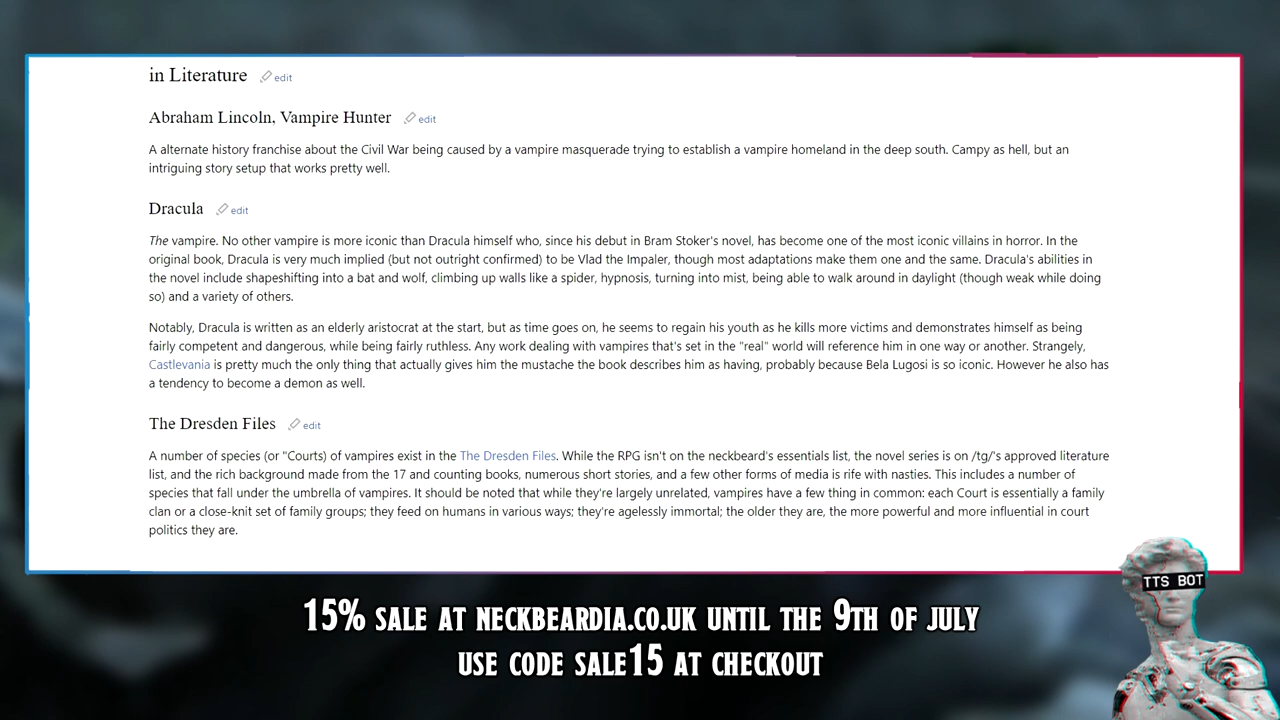 in Literature edit
Abraham Lincoln, Vampire Hunter edit
A alternate history franchise about the Civil War being caused by a vampire masquerade trying to establish a vampire homeland in the deep south. Campy as hell, but an
intriguing story setup that works pretty well.
Dracula edit
The vampire. No other vampire is more iconic than Dracula himself who, since his debut in Bram Stoker's novel, has become one of the most iconic villains in horror. In the
original book, Dracula is very much implied (but not outright confirmed) to be Vlad the Impaler, though most adaptations make them one and the same. Dracula's abilities in
the novel include shapeshifting into a bat and wolf, climbing up walls like a spider, hypnosis, turning into mist, being able to walk around in daylight (though weak while doing
so) and a variety of others.
Notably, Dracula is written as an elderly aristocrat at the start, but as time goes on, he seems to regain his youth as he kills more victims and demonstrates himself as being
fairly competent and dangerous, while being fairly ruthless. Any work dealing with vampires that's set in the "real" world will reference him in one way or another. Strangely,
Castlevania is pretty much the only thing that actually gives him the mustache the book describes him as having, probably because Bela Lugosi is so iconic. However he also has
a tendency to become a demon as well.
The Dresden Files edit
A number of species (or "Courts) of vampires exist in the The Dresden Files. While the RPG isn't on the neckbeard's essentials list, the novel series is on /tg/'s approved literature
list, and the rich background made from the 17 and counting books, numerous short stories, and a few other forms of media is rife with nasties. This includes a number of
species that fall under the umbrella of vampires. It should be noted that while they're largely unrelated, vampires have a few thing in common: each Court is essentially a family
clan or a close-knit set of family groups; they feed on humans in various ways; they're agelessly immortal; the older they are, the more powerful and more influential in court
politics they are.
TTS BOT
15% SALE AT NECKBEARDIA.CO.UK UNTIL THE 9TH OF JULY
USE CODE SALE15 AT CHECKOUT